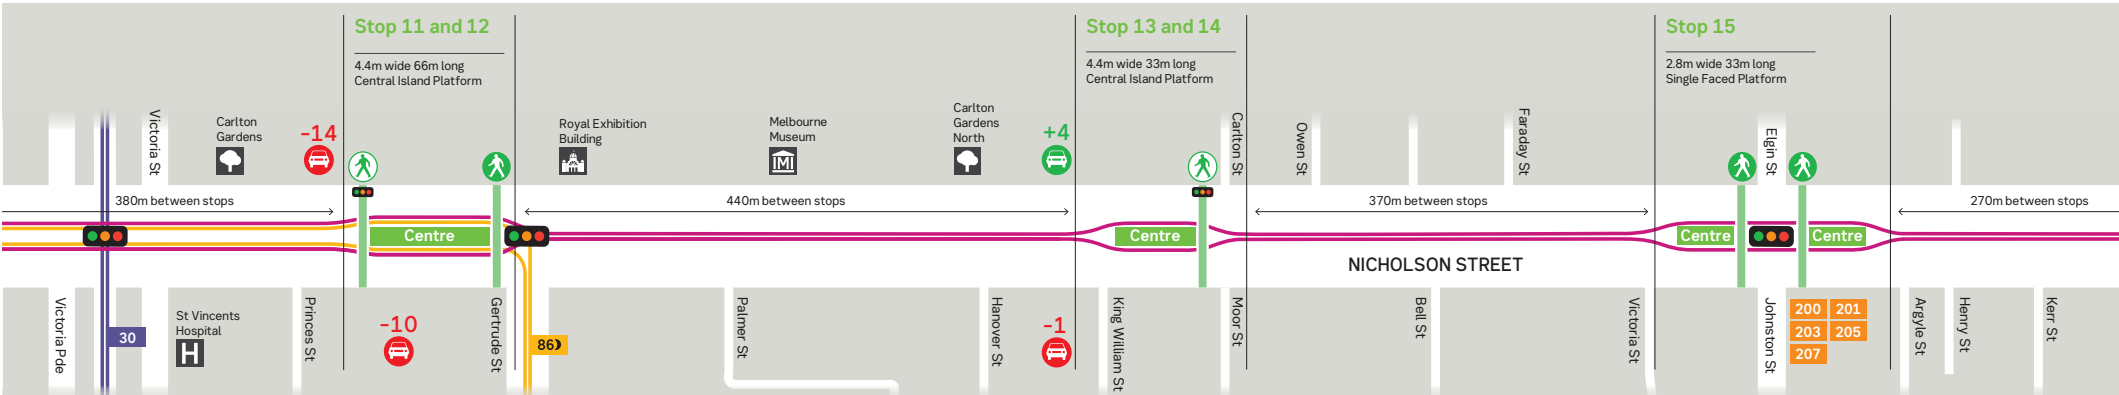 Stop 11 and 12
4.4m wide 66m long
Central Island Platform
Stop 13 and 14
4.4m wide 33m long
Central Island Platform
Stop 15
2.8m wide 33m long
Single Faced Platform
Victoria St
Carlton
Gardens
-14
Royal Exhibition
Building
Melbourne
Museum
Carlton
Gardens
North
+4
Carlton St
Owen St
Faraday St
Elgin St
380m between stops
440m between stops
370m between stops
270m between stops
Centre
Centre
Centre
Centre
NICHOLSON STREET
Victoria Pde
30
St Vincents
Hospital
H
Princes St
-10
Gertrude St
86
Palmer St
Hanover St
-1
King William St
Moor St
Bell St
Victoria St
Johnston St
200 201
203 205
207
Argyle St
Henry St
Kerr St